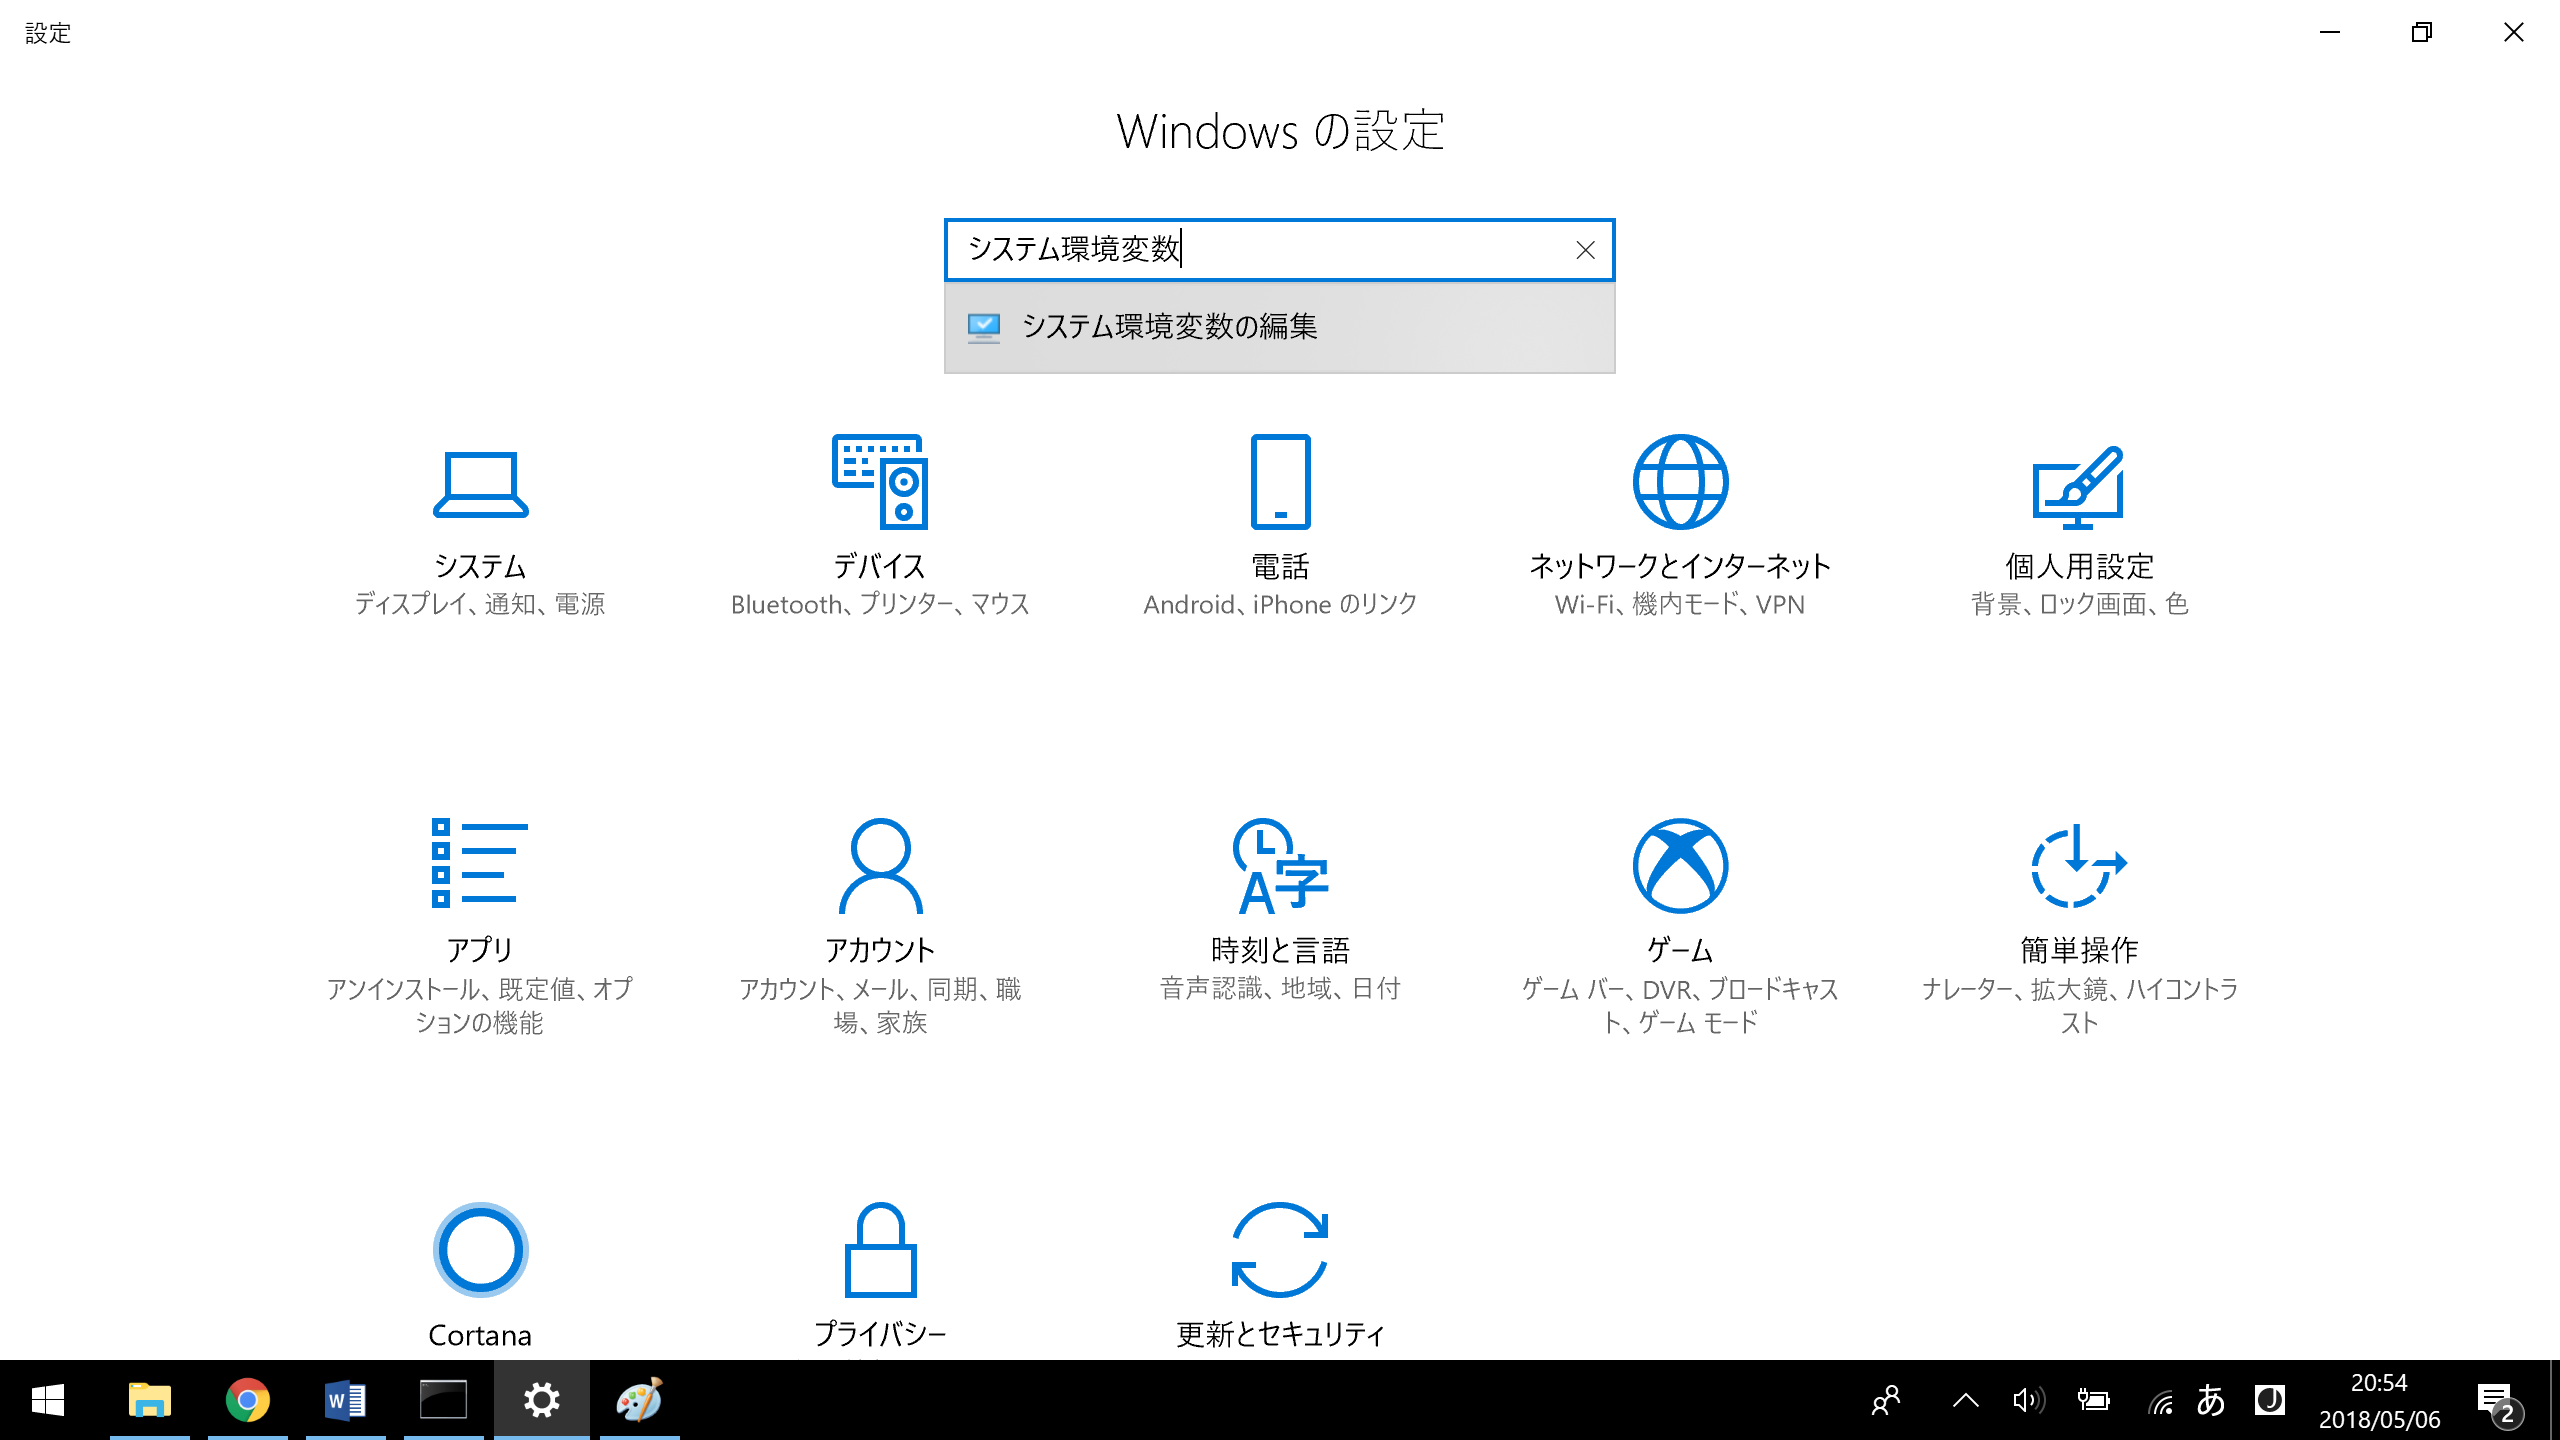 設定
Windows の設定
システム環境変数
システム環境変数の編集
システム
ディスプレイ、通知、電源
デバイス
Bluetooth、プリンター、マウス
電話
Android、iPhone のリンク
ネットワークとインターネット
Wi-Fi、機内モード、VPN
個人用設定
背景、ロック画面、色
アプリ
アンインストール、既定値、オプ
ションの機能
アカウント
アカウント、メール、同期、職
場、家族
時刻と言語
音声認識、地域、日付
ゲーム
ゲーム バー、DVR、ブロードキャス
ト、ゲーム モード
簡単操作
ナレーター、拡大鏡、ハイコントラ
スト
Cortana
プライバシー
更新とセキュリティ
あ
20:54
2018/05/06
2